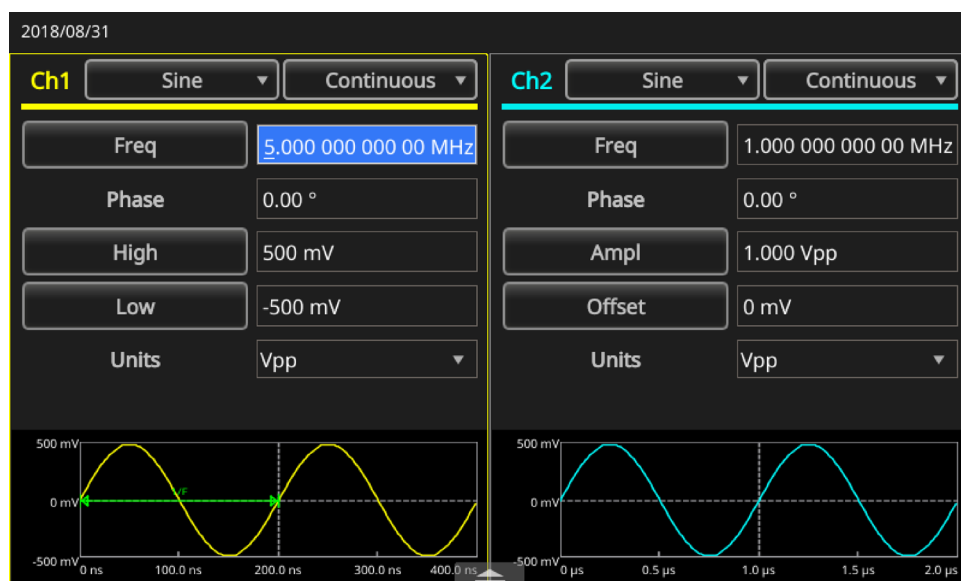 2018/08/31
Ch1 Sine Continuous
Freq 5.000 000 000 00 MHz
Phase 0.00 °
High 500 mV
Low -500 mV
Units Vpp
500 mV
0 mV
1/F
-500 mV
0 ns 100.0 ns 200.0 ns 300.0 ns 400.0 ns
Ch2 Sine Continuous
Freq 1.000 000 000 00 MHz
Phase 0.00 °
Ampl 1.000 Vpp
Offset 0 mV
Units Vpp
500 mV
0 mV
-500 mV
0 µs 0.5 µs 1.0 µs 1.5 µs 2.0 µs